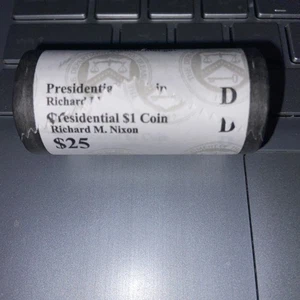 Richard
D
Presidential $1 Coin
Richard M. Nixon
$25